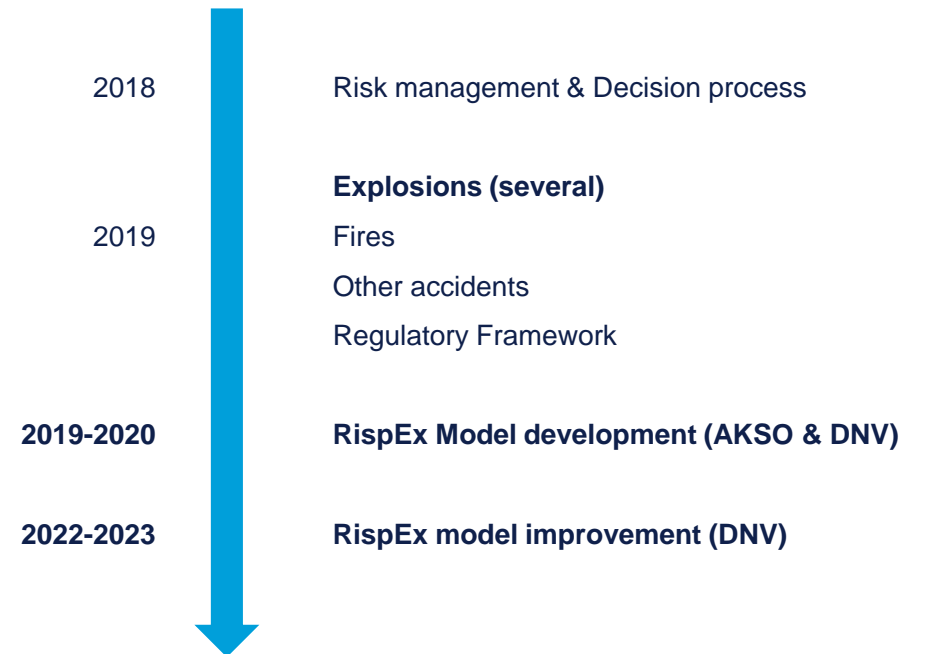 2018 Risk management & Decision process
Explosions (several)
2019 Fires
Other accidents
Regulatory Framework
2019-2020 RispEx Model development (AKSO & DNV)
2022-2023 RispEx model improvement (DNV)